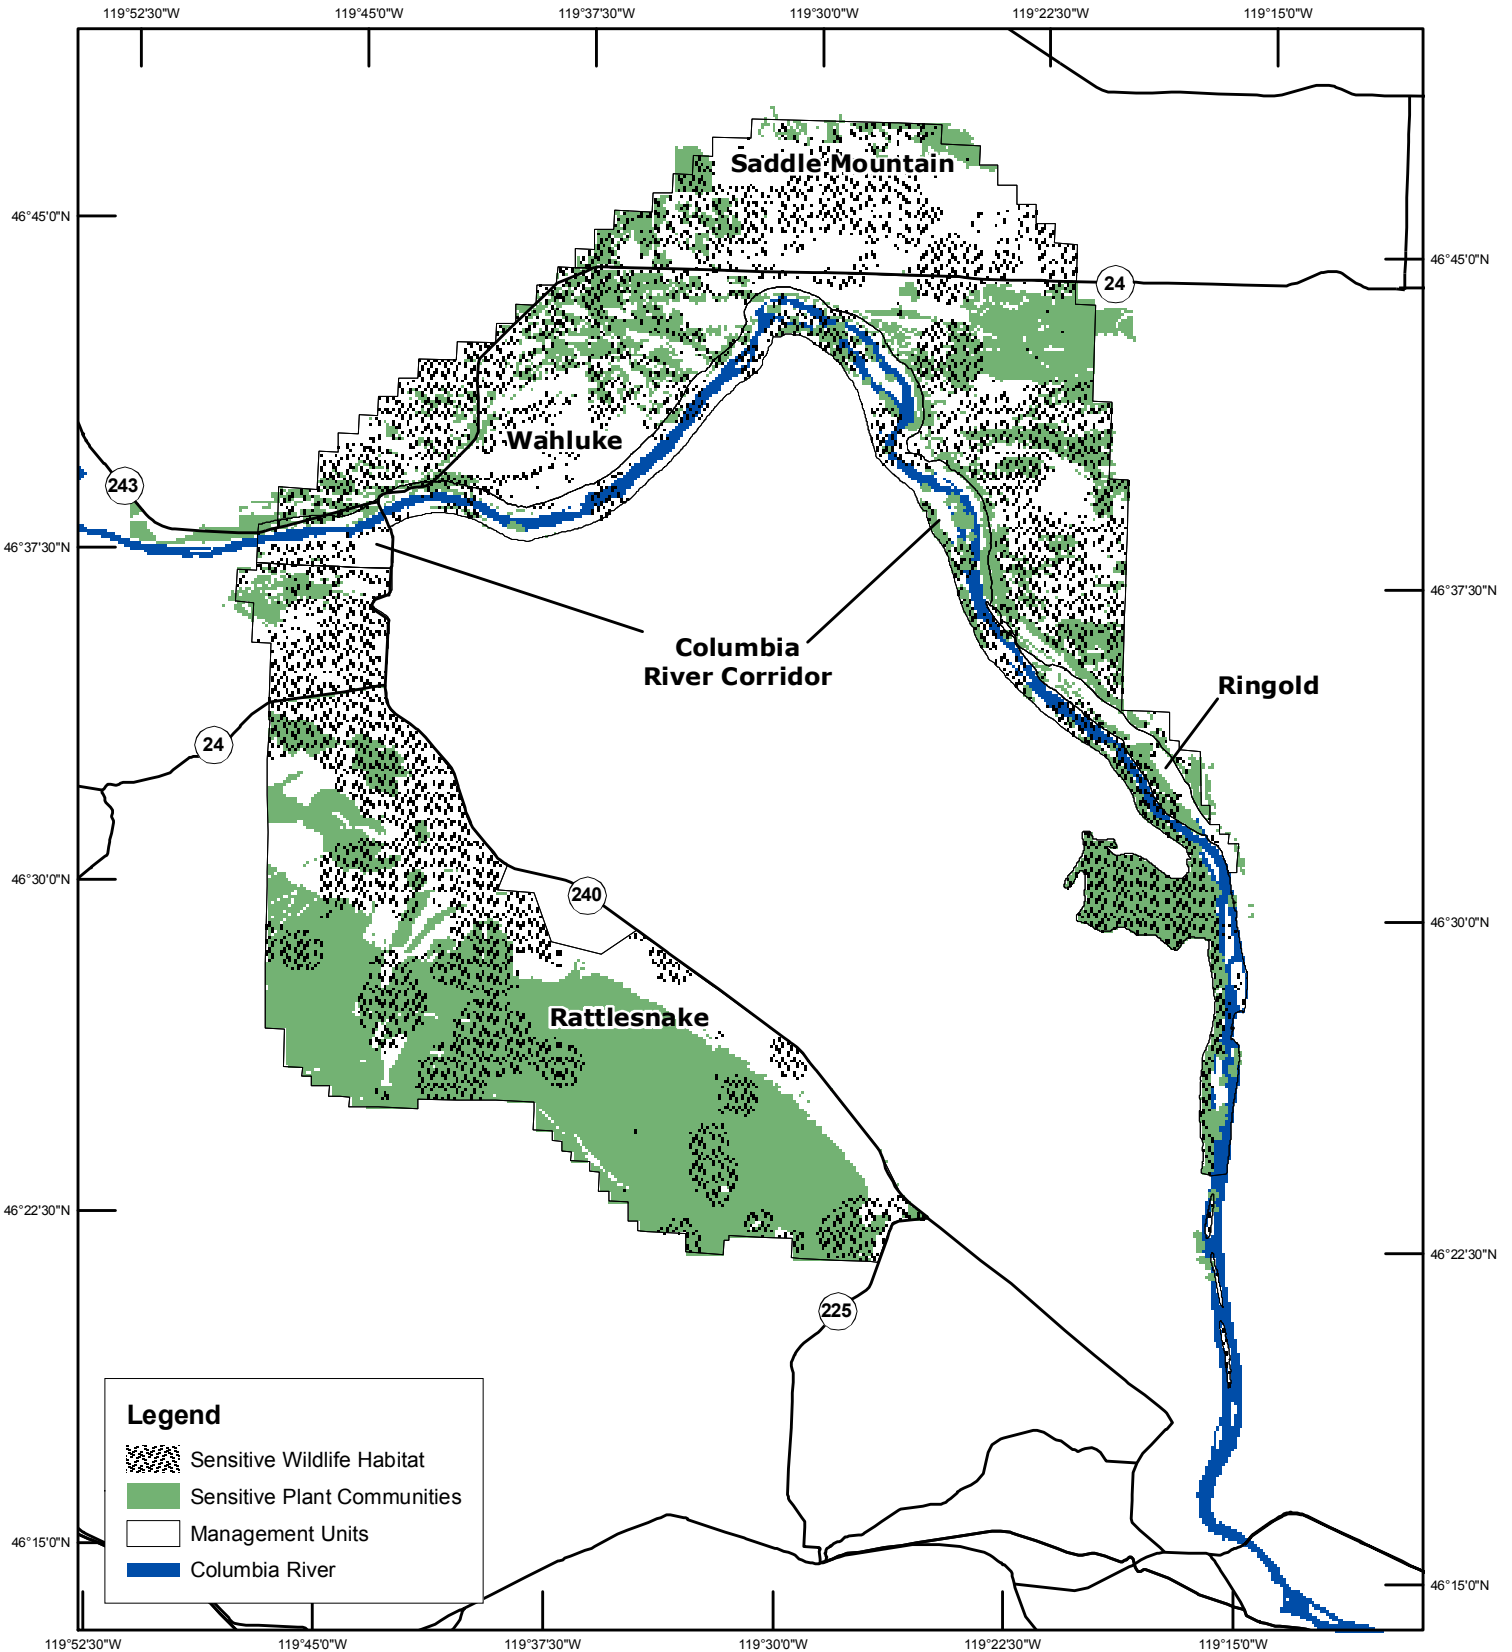 119°52'30"W 119°45'0"W 119°37'30"W 119°30'0"W 119°22'30"W 119°15'0"W
Saddle Mountain
46°45'0"N
46°45'0"N
24
Wahluke
243
46°37'30"N
46°37'30"N
Columbia
River Corridor
Ringold
24
46°30'0"N
240
46°30'0"N
Rattlesnake
46°22'30"N
46°22'30"N
225
Legend
Sensitive Wildlife Habitat
Sensitive Plant Communities
Management Units
Columbia River
46°15'0"N
46°15'0"N
119°52'30"W 119°45'0"W 119°37'30"W 119°30'0"W 119°22'30"W 119°15'0"W